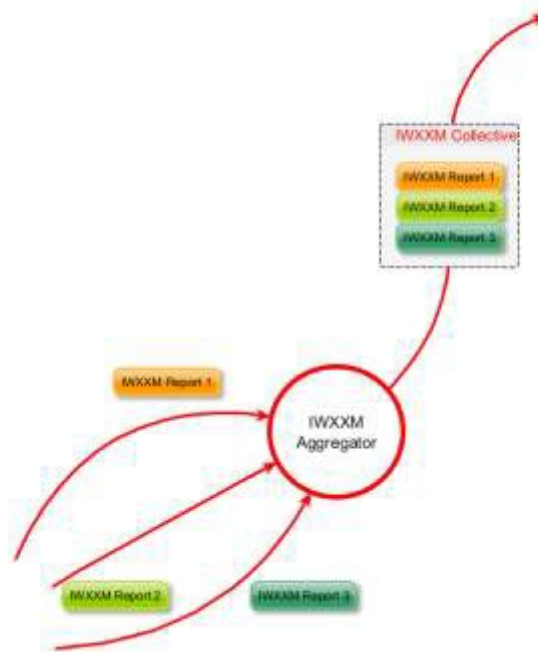 IWXXM Collective
IWXXM Report 1
IWXXM Report 2
IWXXM Report 3
IWXXM Report 1
IWXXM
Aggregator
IWXXM Report 2
IWXXM Report 3